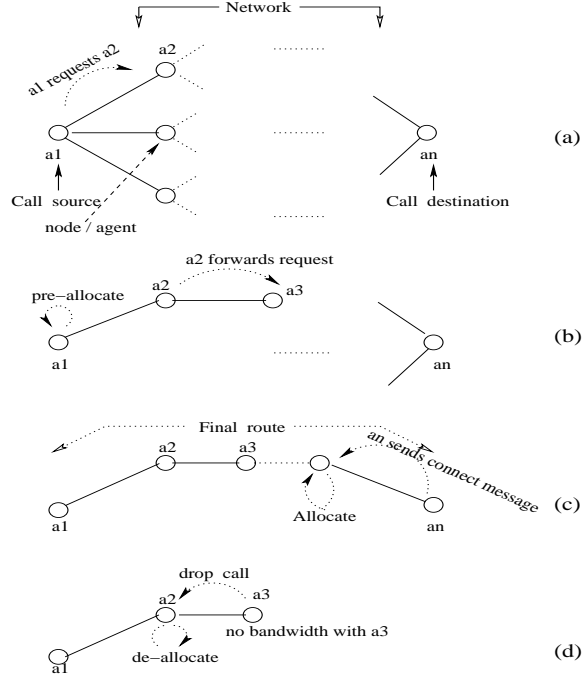 Network
a2
a1 requests a2
a1
an
(a)
Call source
Call destination
node / agent
a2 forwards request
pre-allocate
a2
a3
(b)
a1
an
Final route
a2
a3
an sends connect message
(c)
a1
Allocate
an
drop call
a2
a3
no bandwidth with a3
de-allocate
(d)
a1